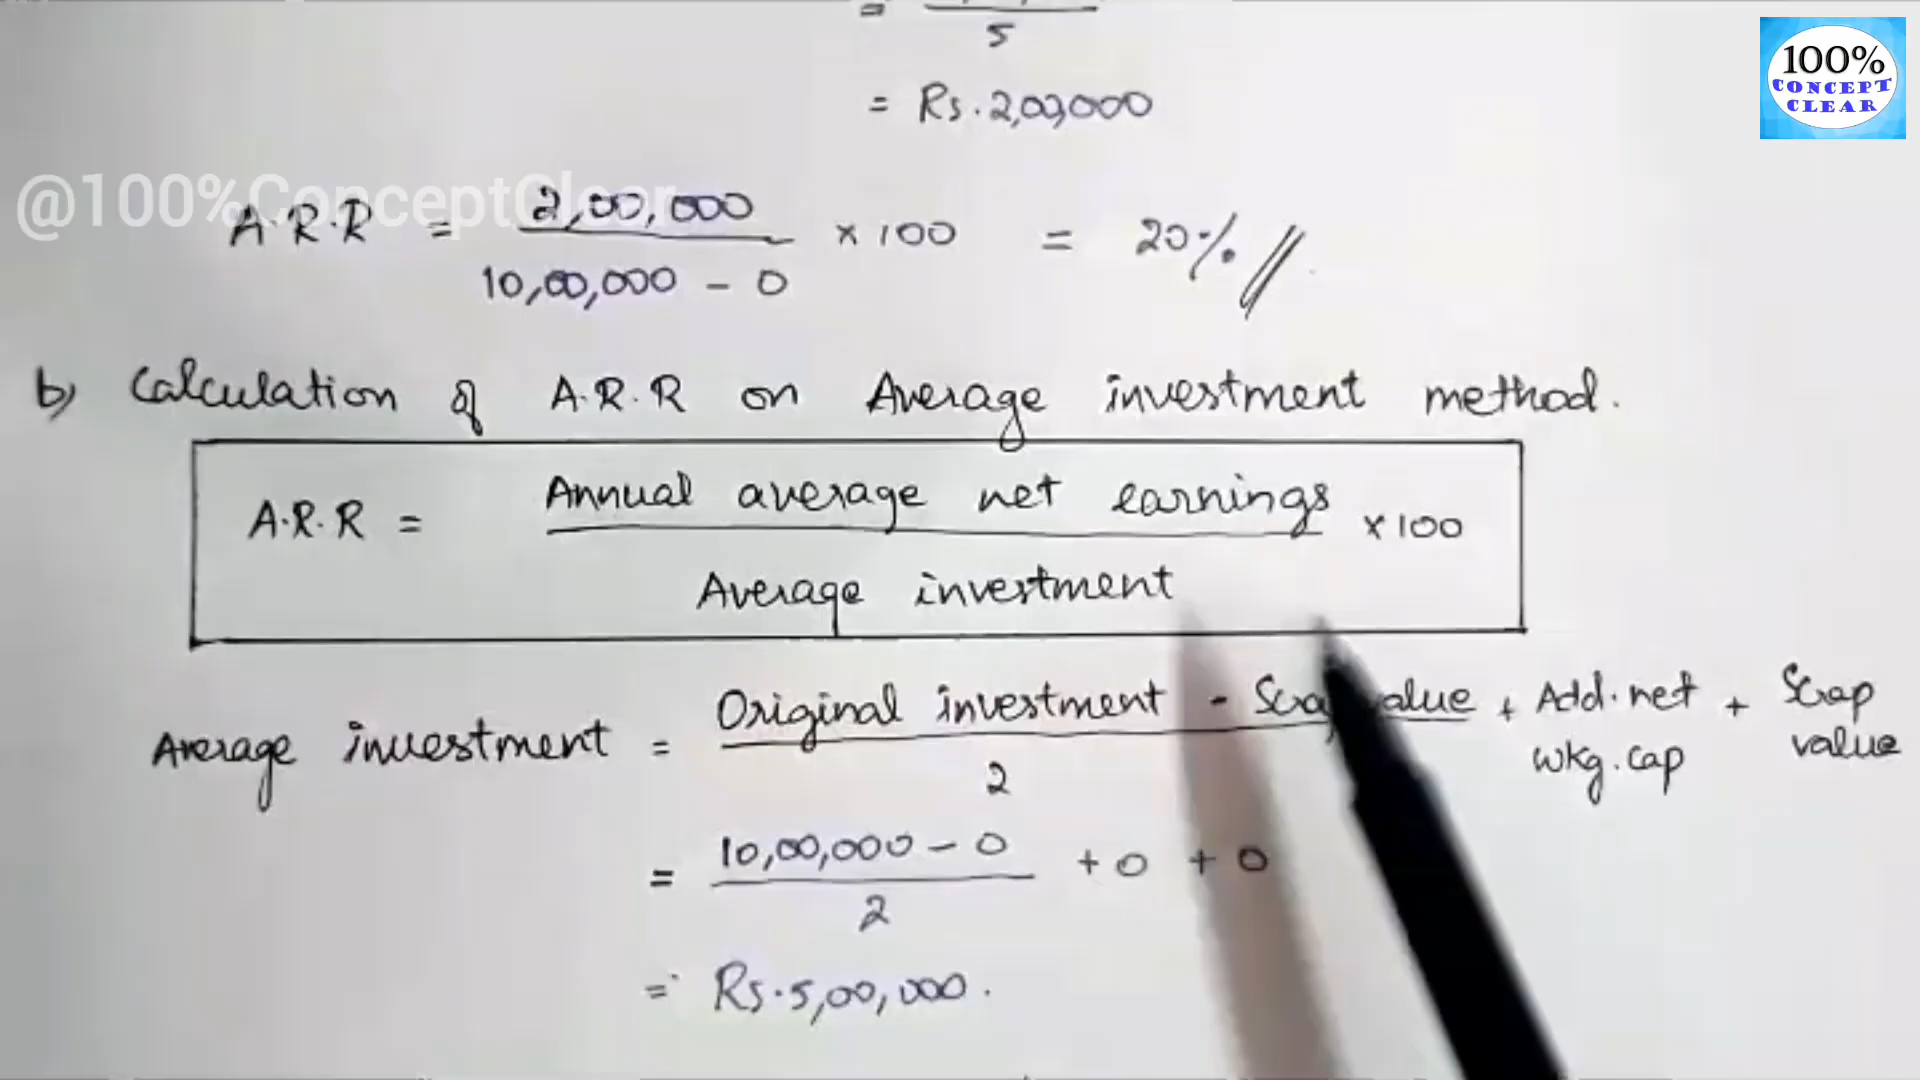 =
5
= Rs. 2,00,000
100%
CONCEPT
CLEAR
@100%ConceptClear
A.R.R = 2,00,000 / 10,00,000 - 0 × 100 = 20% //
b) Calculation of A.R.R on Average investment method.
A.R.R = Annual average net earnings / Average investment × 100
Average investment = Original investment - Scrap value / 2 + Add. net wkg. cap + Scrap value
= 10,00,000 - 0 / 2 + 0 + 0
= Rs. 5,00,000.